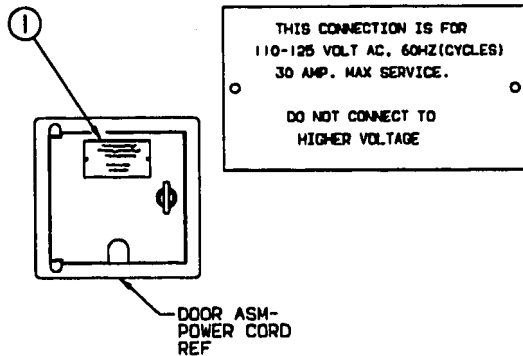 1
THIS CONNECTION IS FOR
110-125 VOLT AC, 60HZ(CYCLES)
30 AMP. MAX SERVICE.
DO NOT CONNECT TO
HIGHER VOLTAGE
DOOR ASM-
POWER CORD
REF